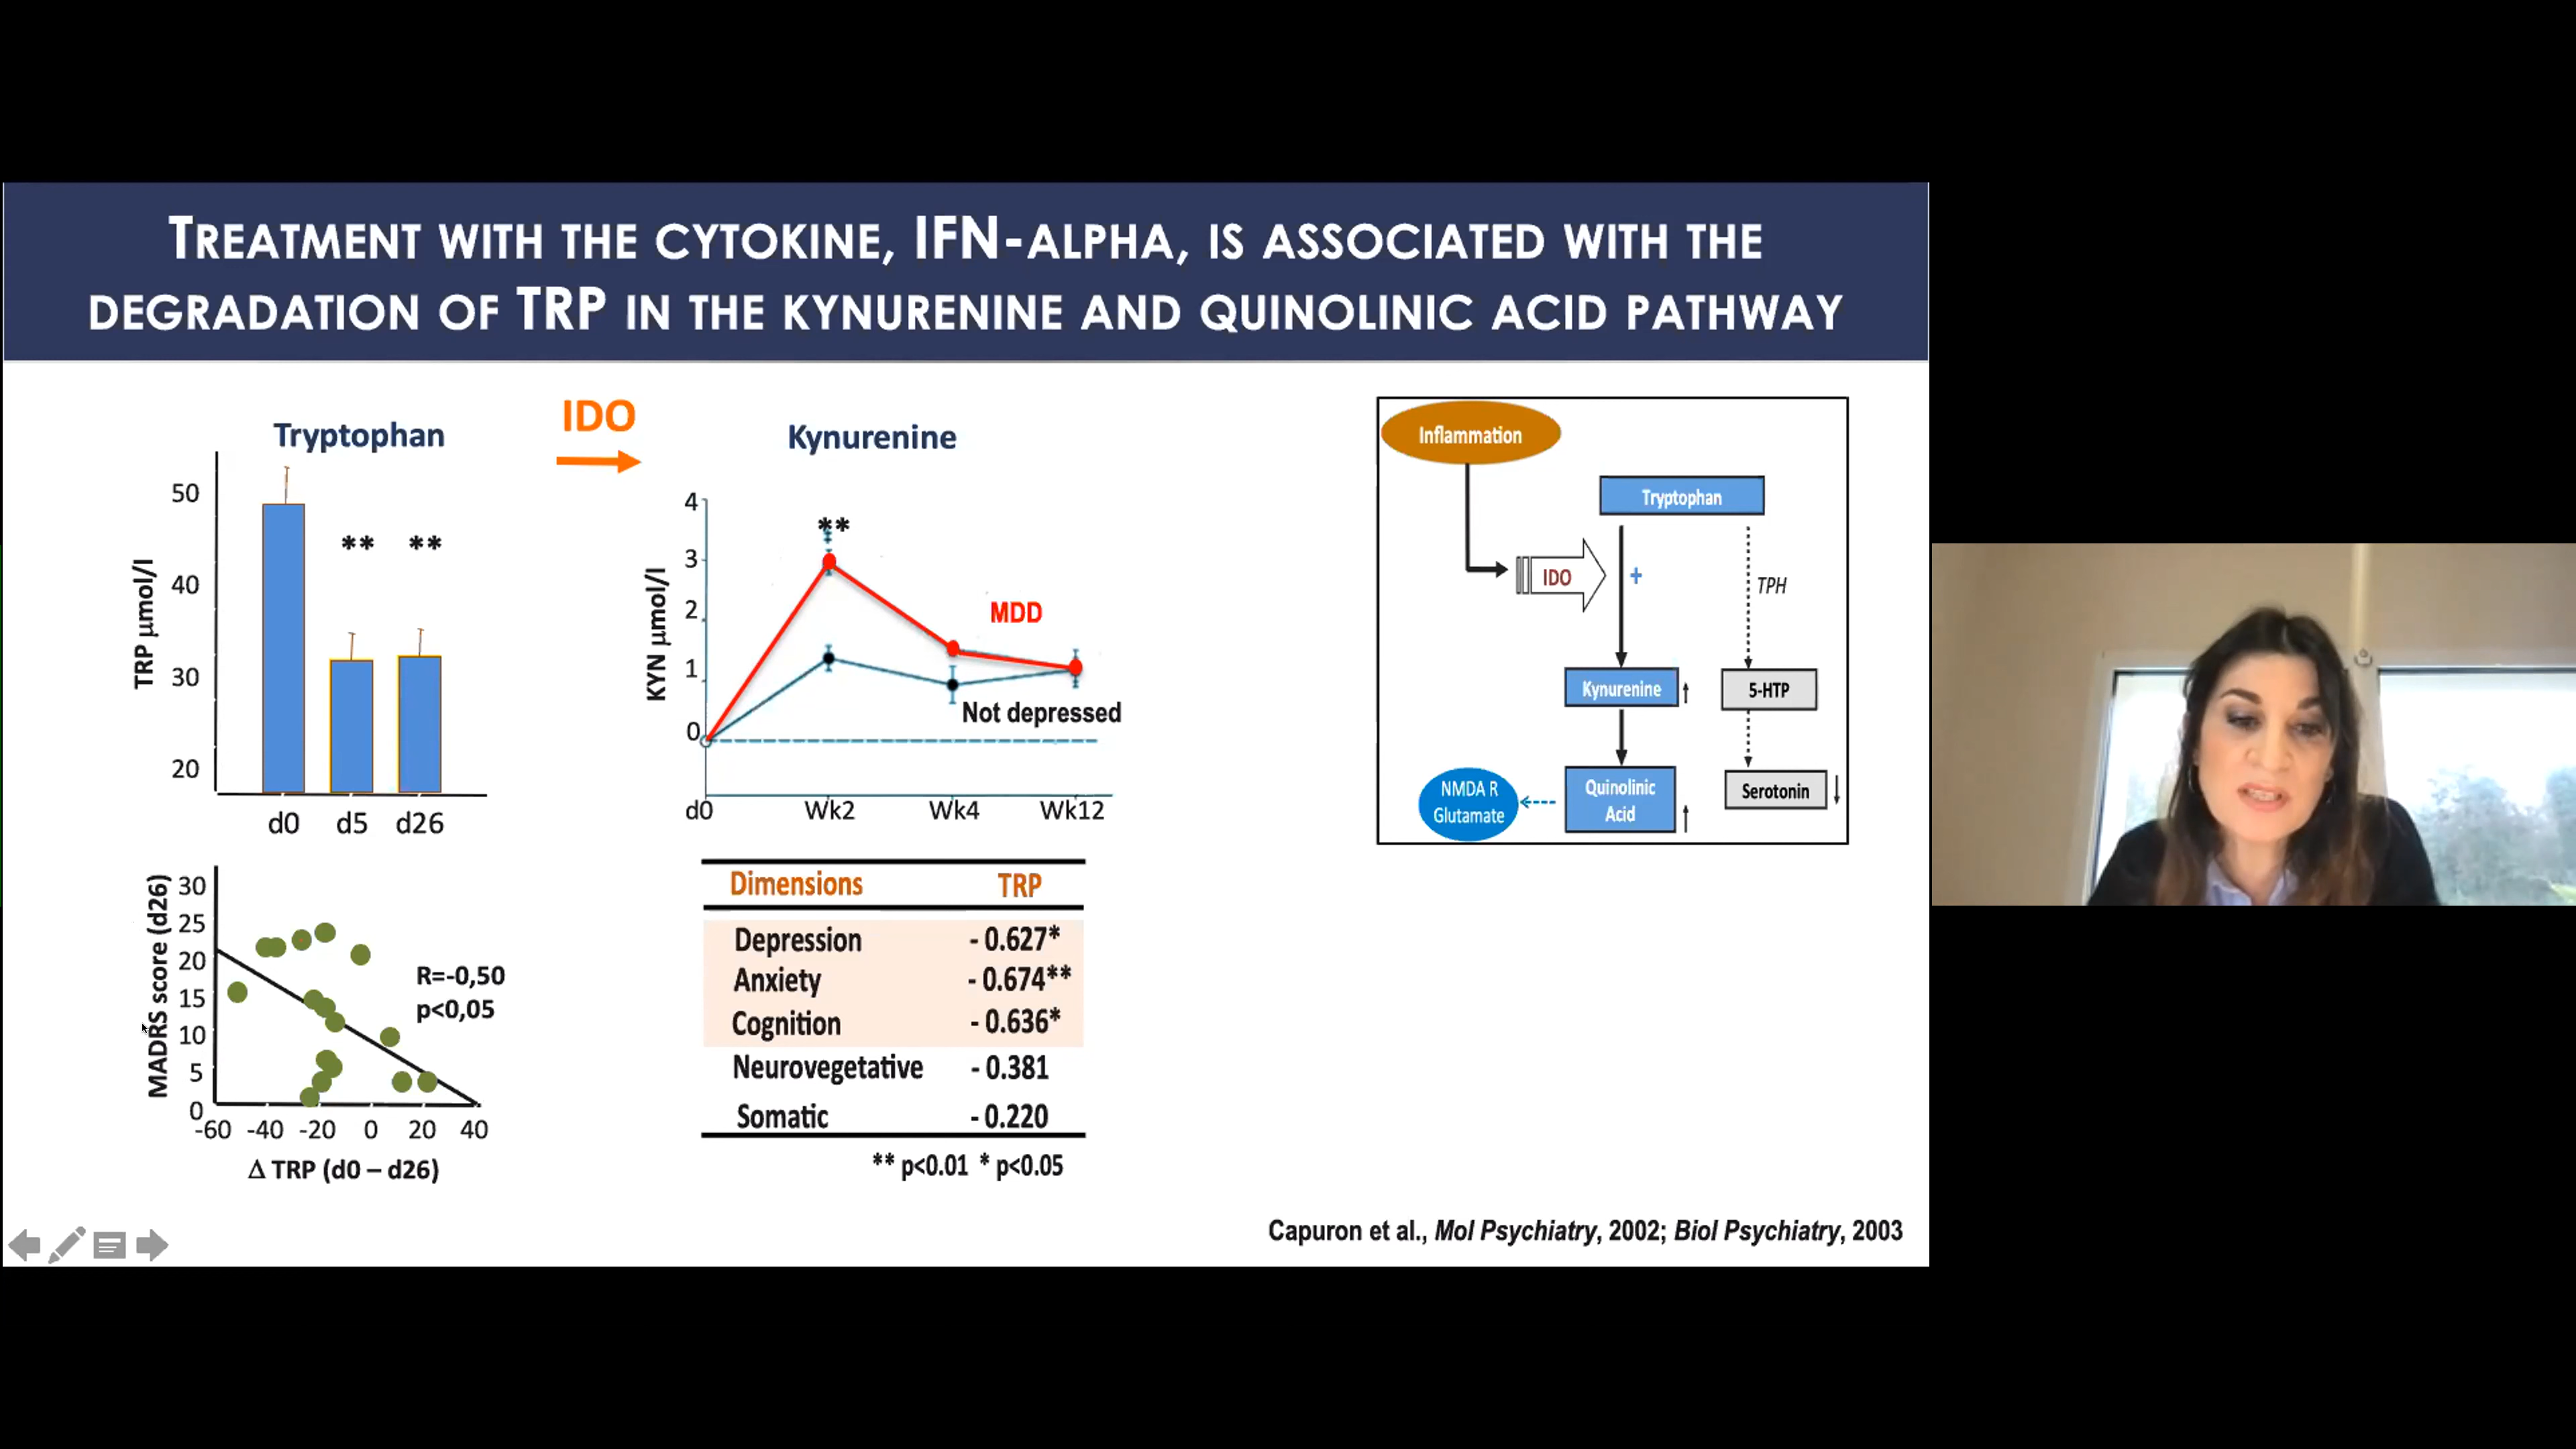 TREATMENT WITH THE CYTOKINE, IFN-ALPHA, IS ASSOCIATED WITH THE
DEGRADATION OF TRP IN THE KYNURENINE AND QUINOLINIC ACID PATHWAY
Tryptophan
IDO
Kynurenine
TRP µmol/l
50
40
30
20
** **
d0 d5 d26
KYN µmol/l
4
3
2
1
0
**
MDD
Not depressed
d0 Wk2 Wk4 Wk12
Inflammation
Tryptophan
IDO
+
TPH
Kynurenine
5-HTP
NMDA R
Glutamate
Quinolinic
Acid
Serotonin
MADRS score (d26)
30
25
20
15
10
5
0
R=-0,50
p<0,05
-60 -40 -20 0 20 40
Δ TRP (d0 – d26)
Dimensions TRP
Depression - 0.627*
Anxiety - 0.674**
Cognition - 0.636*
Neurovegetative - 0.381
Somatic - 0.220
** p<0.01 * p<0.05
Capuron et al., Mol Psychiatry, 2002; Biol Psychiatry, 2003